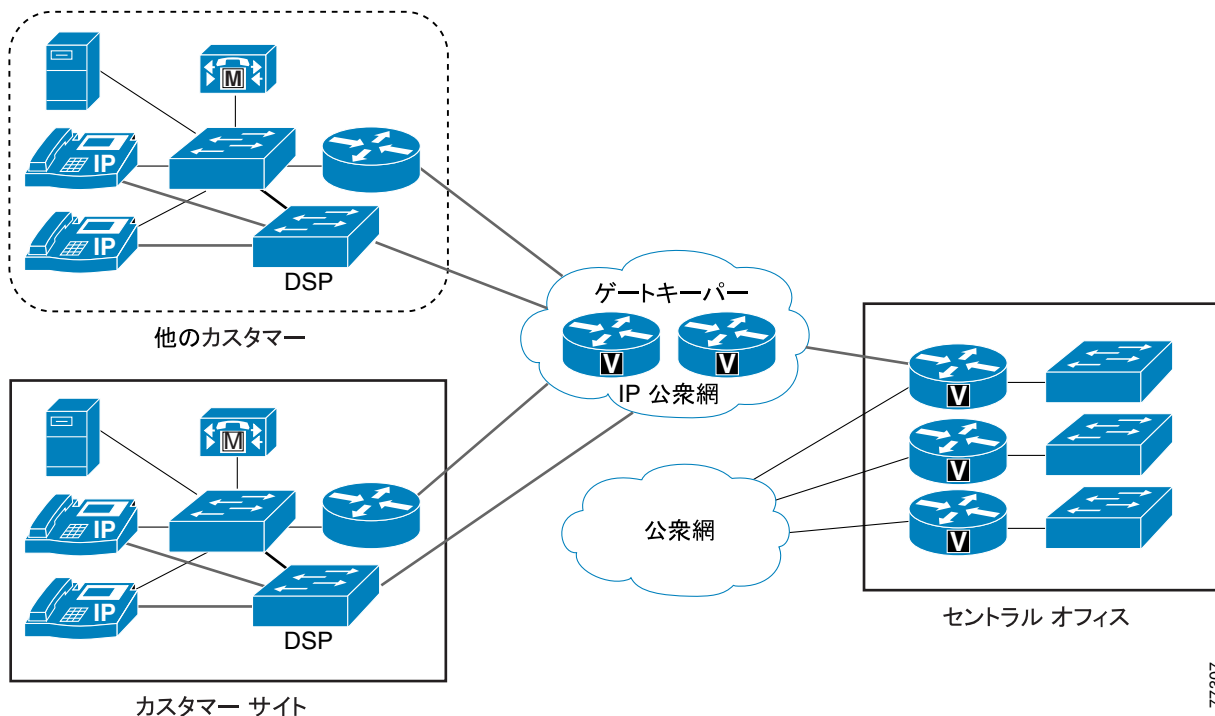 M
IP
IP
DSP
他のカスタマー
M
IP
IP
DSP
カスタマー サイト
ゲートキーパー
V
V
IP 公衆網
公衆網
V
V
V
セントラル オフィス
77307